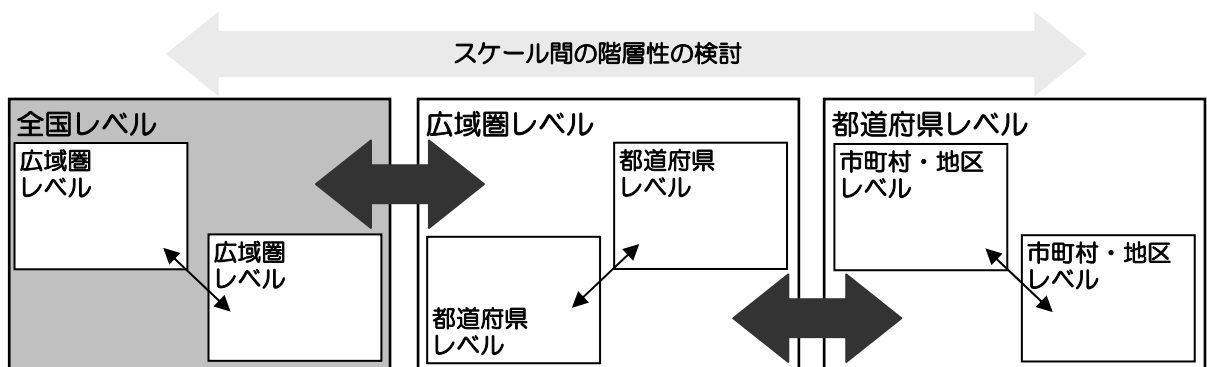 スケール間の階層性の検討
全国レベル
広域圏
レベル
広域圏
レベル
広域圏レベル
都道府県
レベル
都道府県
レベル
都道府県レベル
市町村・地区
レベル
市町村・地区
レベル